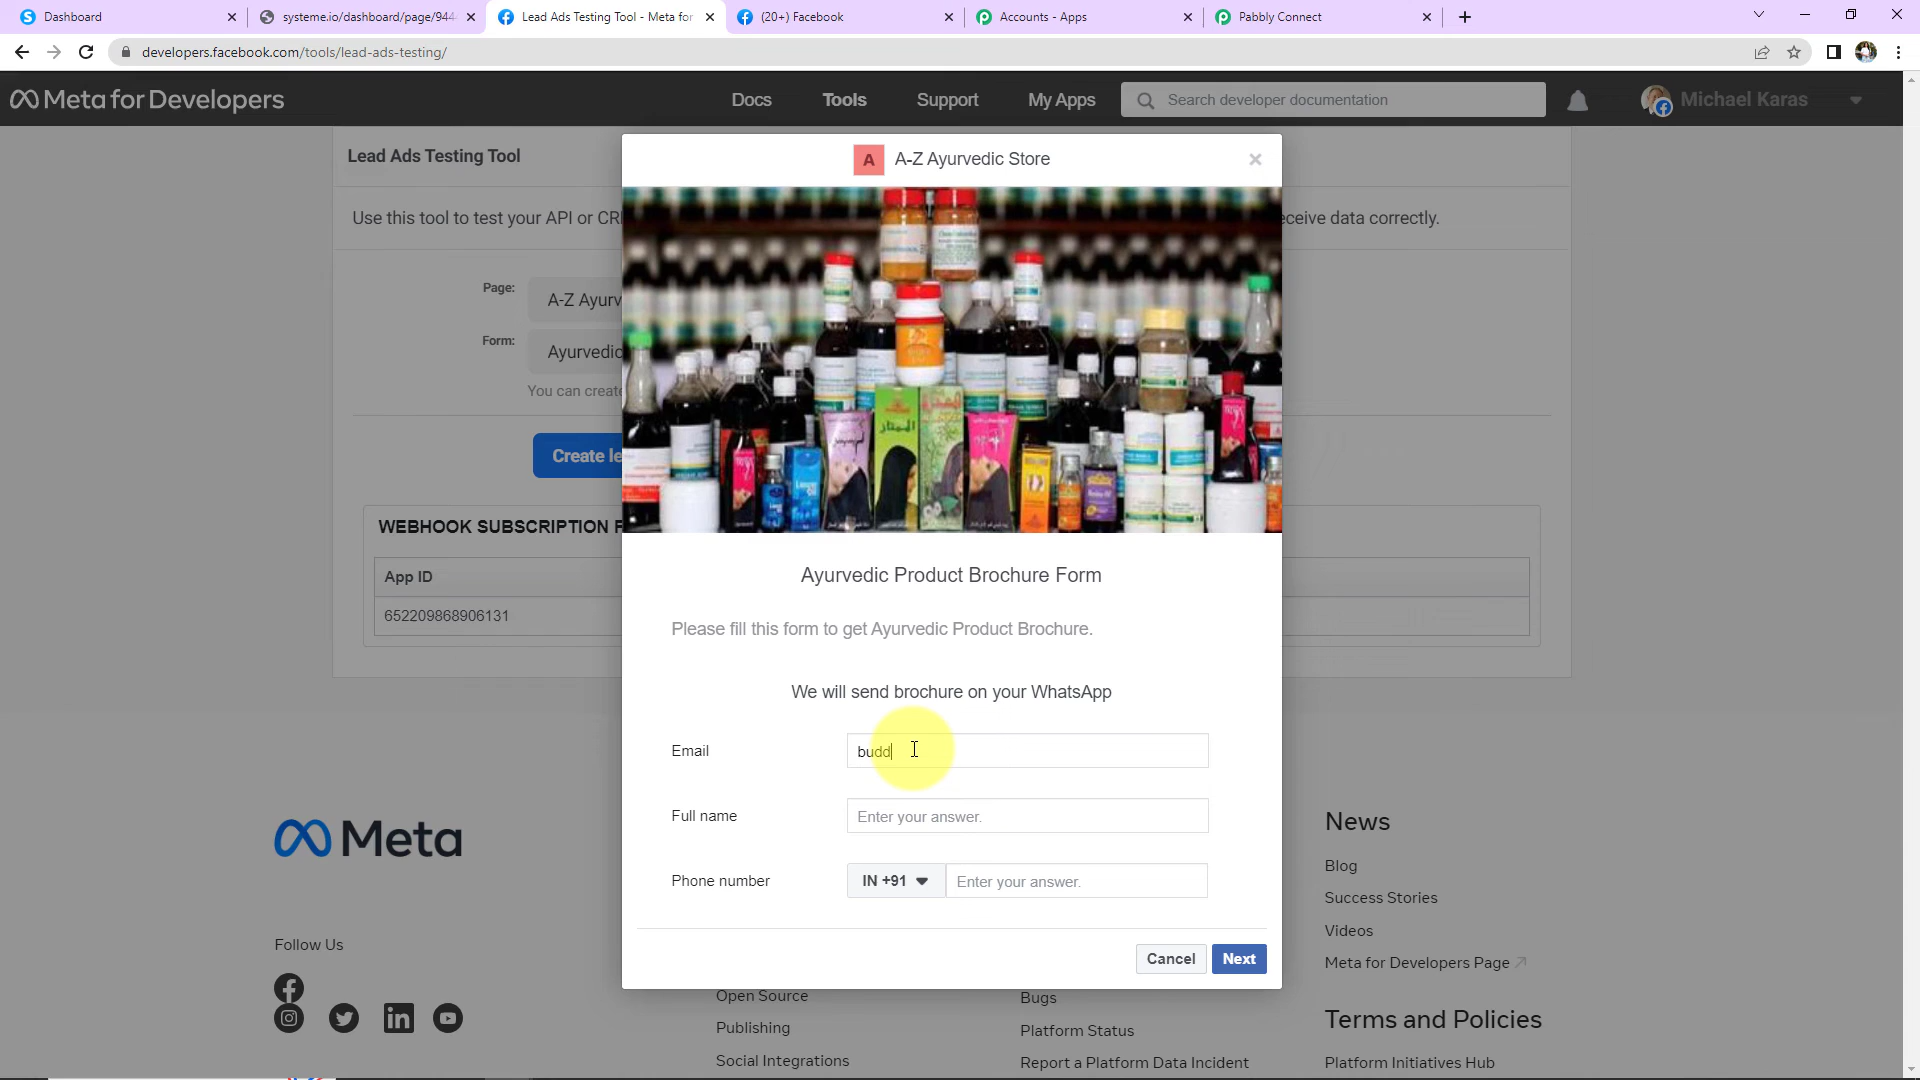 Dashboard
systeme.io/dashboard/page/944
Lead Ads Testing Tool - Meta for
(20+) Facebook
Accounts - Apps
Pabbly Connect
developers.facebook.com/tools/lead-ads-testing/
Meta for Developers
Docs
Tools
Support
My Apps
Search developer documentation
Michael Karas
Lead Ads Testing Tool
A
A-Z Ayurvedic Store
Use this tool to test your API or CR
eceive data correctly.
Page:
A-Z Ayurv
Form:
Ayurvedic
You can create
Create le
WEBHOOK SUBSCRIPTION F
App ID
652209868906131
Ayurvedic Product Brochure Form
Please fill this form to get Ayurvedic Product Brochure.
We will send brochure on your WhatsApp
Email
budd
Full name
Enter your answer.
Phone number
IN +91
Enter your answer.
Cancel
Next
Meta
Follow Us
Open Source
Publishing
Social Integrations
Bugs
Platform Status
Report a Platform Data Incident
News
Blog
Success Stories
Videos
Meta for Developers Page
Terms and Policies
Platform Initiatives Hub